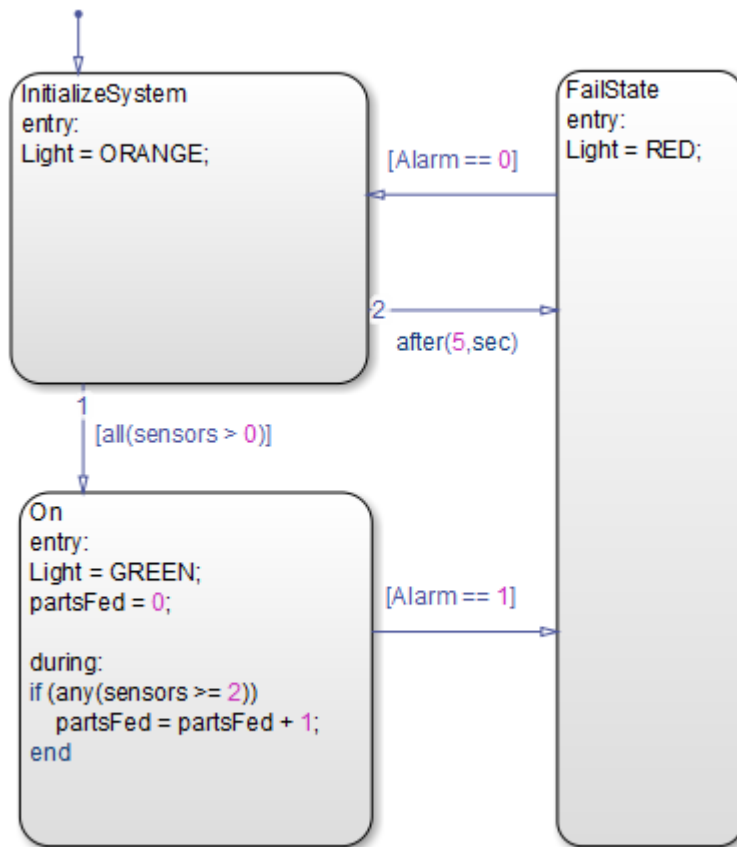 InitializeSystem
entry:
Light = ORANGE;
FailState
entry:
Light = RED;
[Alarm == 0]
2
after(5,sec)
1
[all(sensors > 0)]
On
entry:
Light = GREEN;
partsFed = 0;
during:
if (any(sensors >= 2))
partsFed = partsFed + 1;
end
[Alarm == 1]